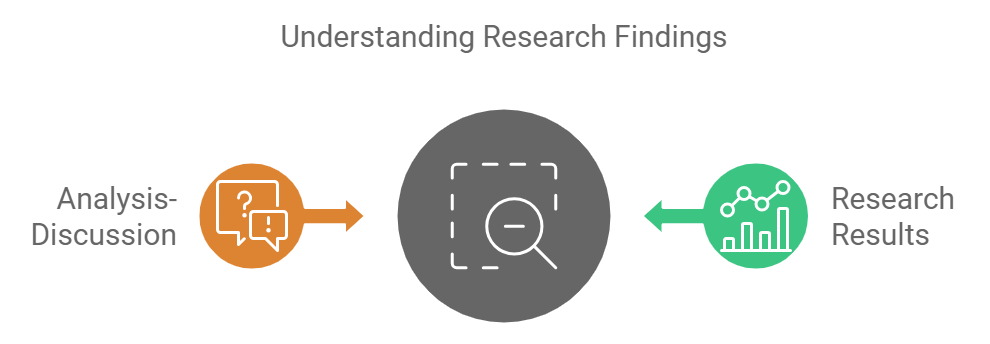 Understanding Research Findings
Analysis-
Discussion
Research
Results